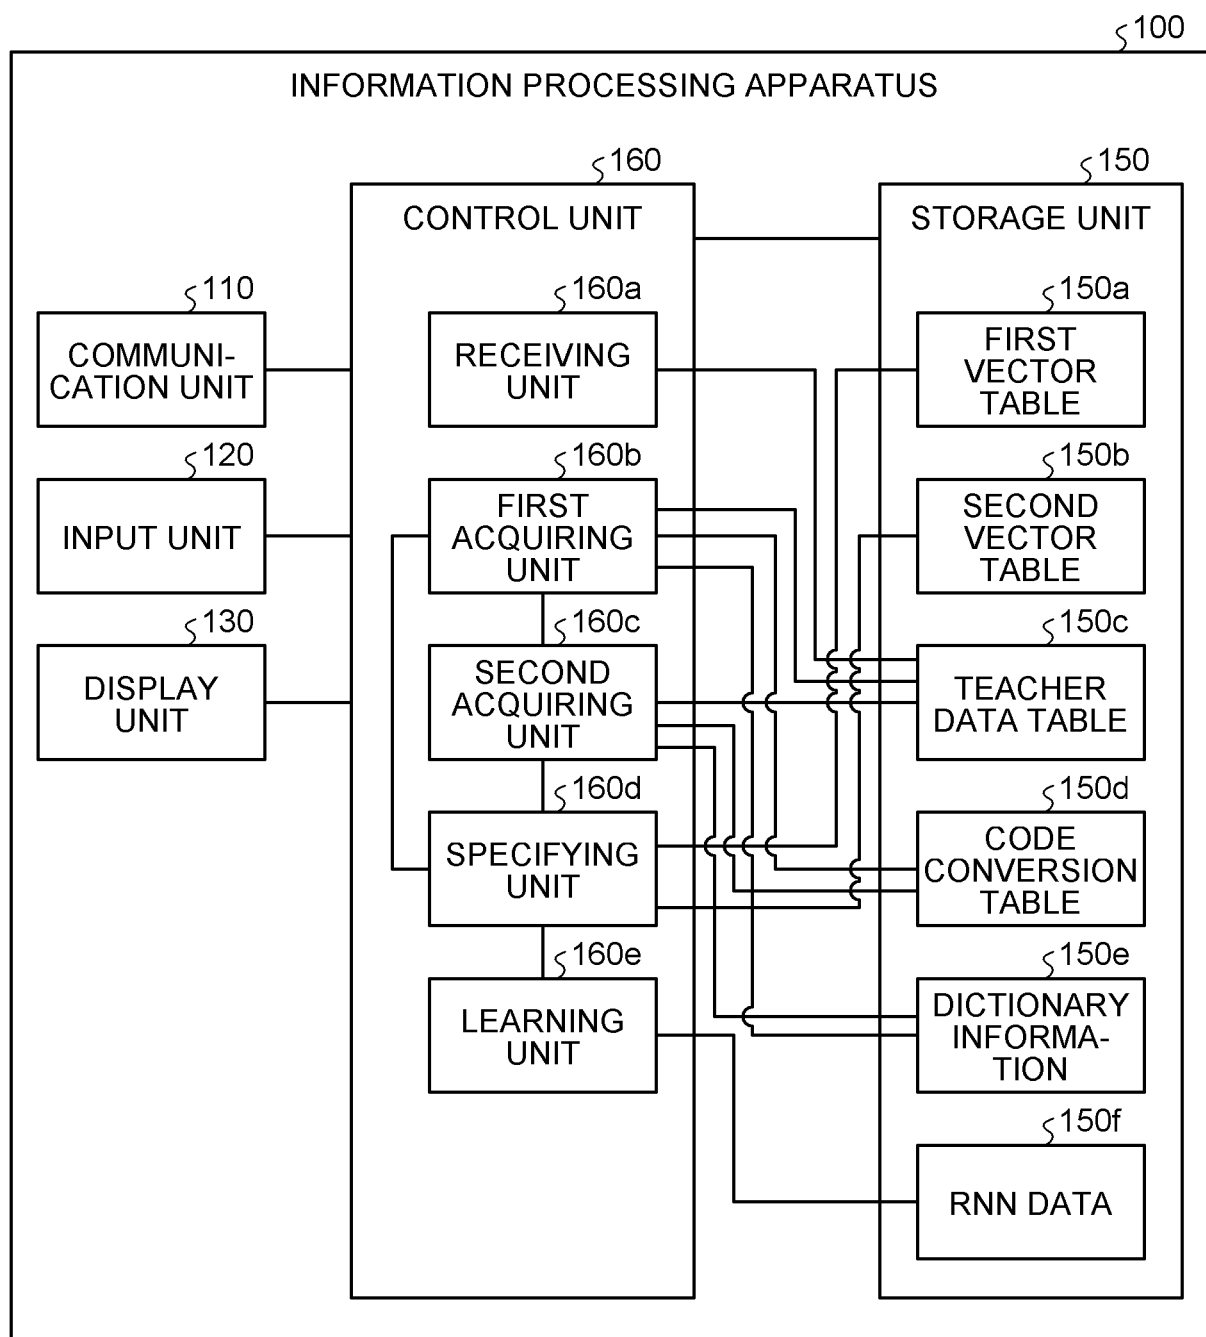 100
INFORMATION PROCESSING APPARATUS
160
CONTROL UNIT
150
STORAGE UNIT
110
COMMUNI-
CATION UNIT
120
INPUT UNIT
130
DISPLAY
UNIT
160a
RECEIVING
UNIT
160b
FIRST
ACQUIRING
UNIT
160c
SECOND
ACQUIRING
UNIT
160d
SPECIFYING
UNIT
160e
LEARNING
UNIT
150a
FIRST
VECTOR
TABLE
150b
SECOND
VECTOR
TABLE
150c
TEACHER
DATA TABLE
150d
CODE
CONVERSION
TABLE
150e
DICTIONARY
INFORMA-
TION
150f
RNN DATA